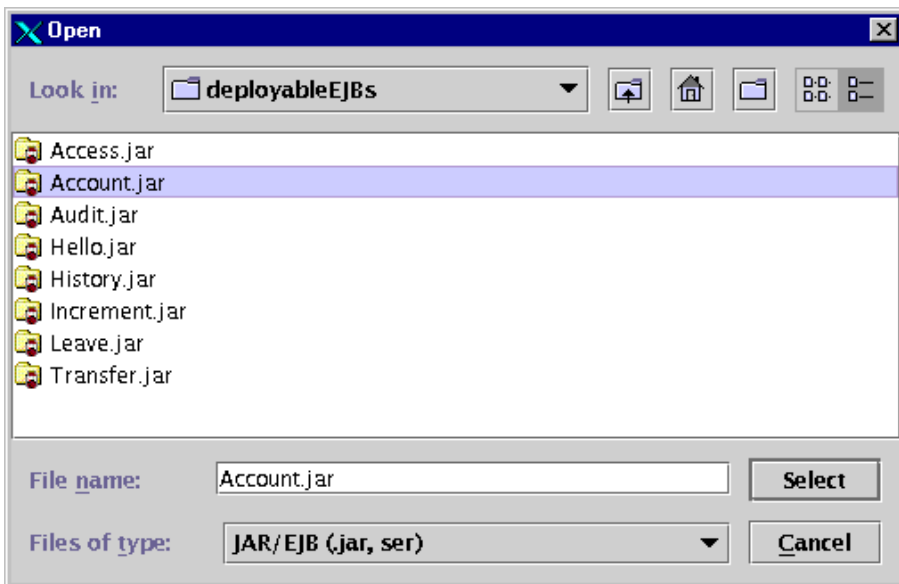 Open
Look in: deployableEJBs
Access.jar
Account.jar
Audit.jar
Hello.jar
History.jar
Increment.jar
Leave.jar
Transfer.jar
File name: Account.jar Select
Files of type: JAR/EJB (.jar, ser) Cancel